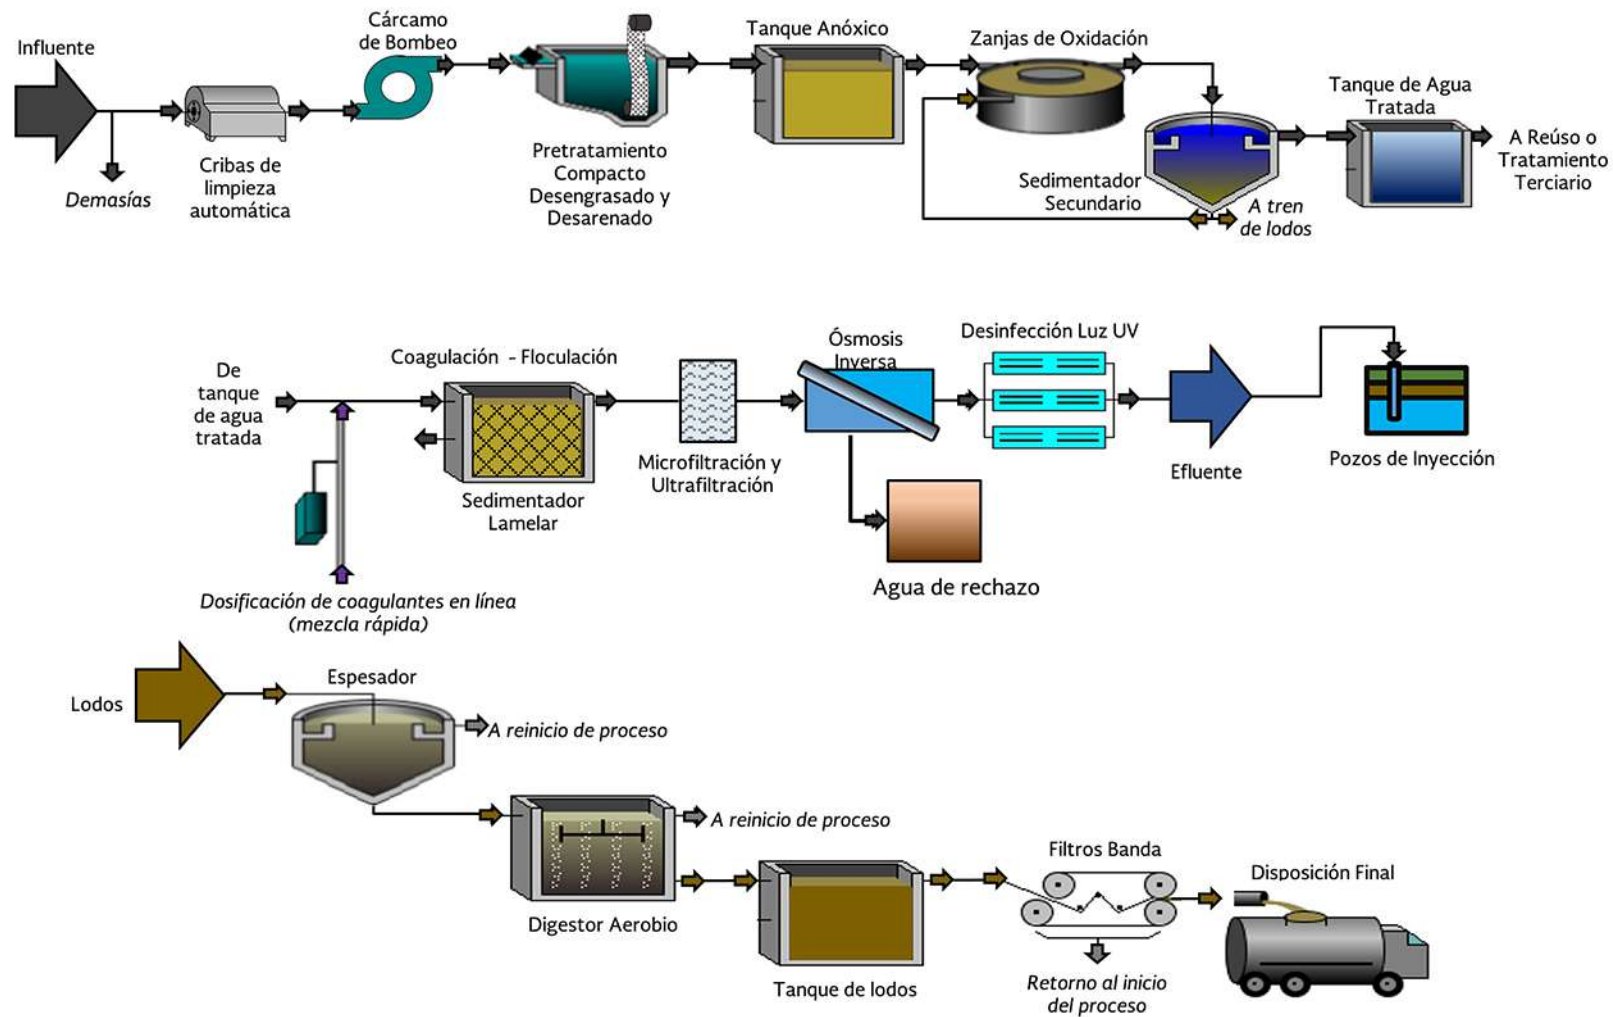 Influente
Demasías
Cribas de
limpieza
automática
Cárcamo
de Bombeo
Pretratamiento
Compacto
Desengrasado y
Desarenado
Tanque Anóxico
Zanjas de Oxidación
Sedimentador
Secundario
A tren
de lodos
Tanque de Agua
Tratada
A Reúso o
Tratamiento
Terciario
De
tanque
de agua
tratada
Dosificación de coagulantes en línea
(mezcla rápida)
Coagulación - Floculación
Sedimentador
Lamelar
Microfiltración y
Ultrafiltración
Ósmosis
Inversa
Agua de rechazo
Desinfección Luz UV
Efluente
Pozos de Inyección
Lodos
Espesador
A reinicio de proceso
Digestor Aerobio
A reinicio de proceso
Tanque de lodos
Filtros Banda
Retorno al inicio
del proceso
Disposición Final